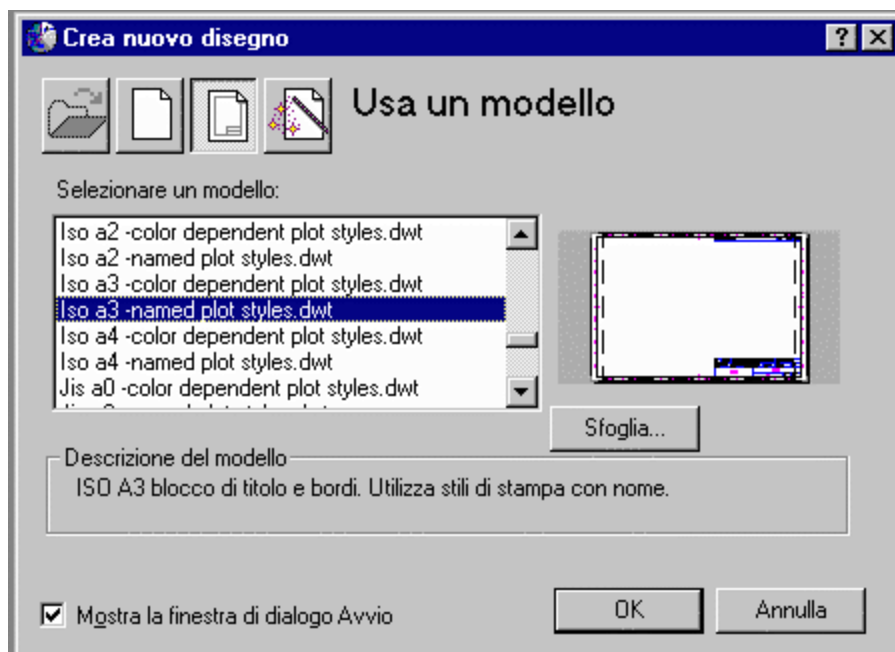 Crea nuovo disegno
Usa un modello
Selezionare un modello:
Iso a2 -color dependent plot styles.dwt
Iso a2 -named plot styles.dwt
Iso a3 -color dependent plot styles.dwt
Iso a3 -named plot styles.dwt
Iso a4 -color dependent plot styles.dwt
Iso a4 -named plot styles.dwt
Jis a0 -color dependent plot styles.dwt
Sfoglia...
Descrizione del modello
ISO A3 blocco di titolo e bordi. Utilizza stili di stampa con nome.
Mostra la finestra di dialogo Avvio
OK
Annulla